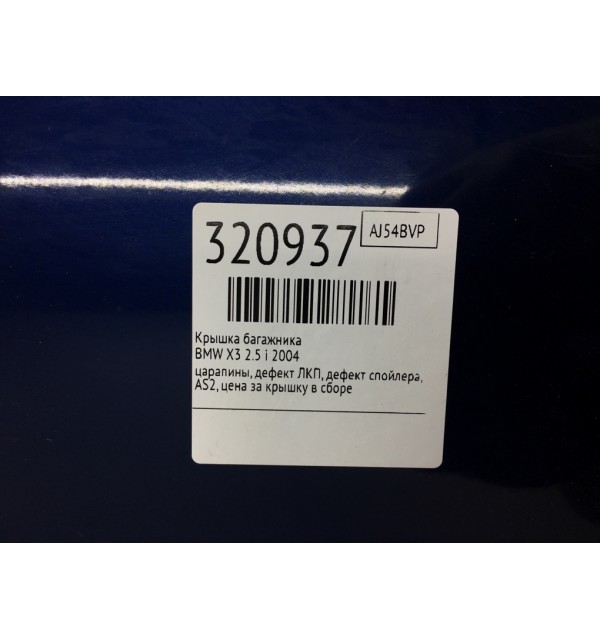 320937
AJ54BVP
Крышка багажника
BMW X3 2.5 i 2004
царапины, дефект ЛКП, дефект спойлера,
AS2, цена за крышку в сборе